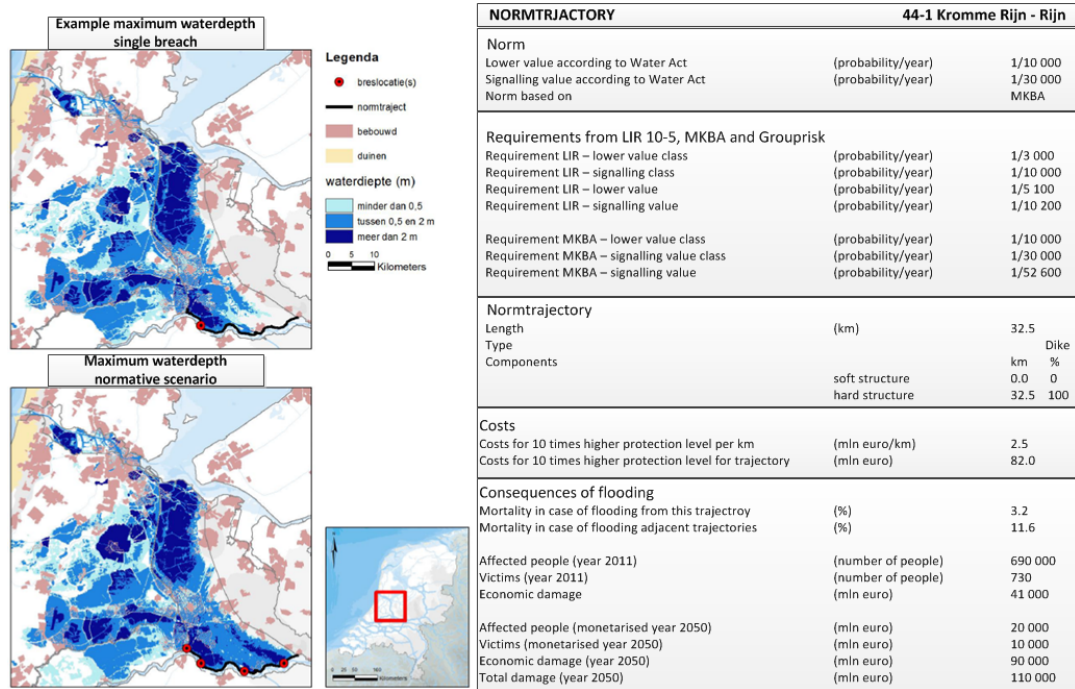 Example maximum waterdepth
single breach
Legenda
breslocatie(s)
normtraject
bebouwd
duinen
waterdiepte (m)
minder dan 0,5
tussen 0,5 en 2 m
meer dan 2 m
0 5 10
Kilometers
Maximum waterdepth
normative scenario
0 25 50 100
Kilometers
NORMTRJACTORY 44-1 Kromme Rijn - Rijn
Norm
Lower value according to Water Act (probability/year) 1/10 000
Signalling value according to Water Act (probability/year) 1/30 000
Norm based on MKBA
Requirements from LIR 10-5, MKBA and Grouprisk
Requirement LIR – lower value class (probability/year) 1/3 000
Requirement LIR – signalling class (probability/year) 1/10 000
Requirement LIR – lower value (probability/year) 1/5 100
Requirement LIR – signalling value (probability/year) 1/10 200
Requirement MKBA – lower value class (probability/year) 1/10 000
Requirement MKBA – signalling value class (probability/year) 1/30 000
Requirement MKBA – signalling value (probability/year) 1/52 600
Normtrajectory
Length (km) 32.5
Type Dike
Components km %
soft structure 0.0 0
hard structure 32.5 100
Costs
Costs for 10 times higher protection level per km (mln euro/km) 2.5
Costs for 10 times higher protection level for trajectory (mln euro) 82.0
Consequences of flooding
Mortality in case of flooding from this trajectroy (%) 3.2
Mortality in case of flooding adjacent trajectories (%) 11.6
Affected people (year 2011) (number of people) 690 000
Victims (year 2011) (number of people) 730
Economic damage (mln euro) 41 000
Affected people (monetarised year 2050) (mln euro) 20 000
Victims (monetarised year 2050) (mln euro) 10 000
Economic damage (year 2050) (mln euro) 90 000
Total damage (year 2050) (mln euro) 110 000